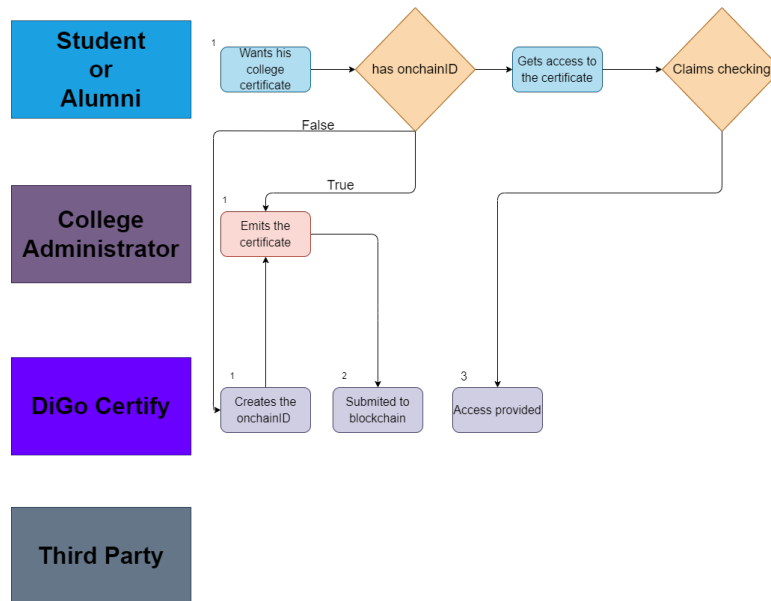 Student
or
Alumni
1
Wants his
college
certificate
has onchainID
Gets access to
the certificate
Claims checking
False
True
College
Administrator
1
Emits the
certificate
DiGo Certify
1
Creates the
onchainID
2
Submited to
blockchain
3
Access provided
Third Party